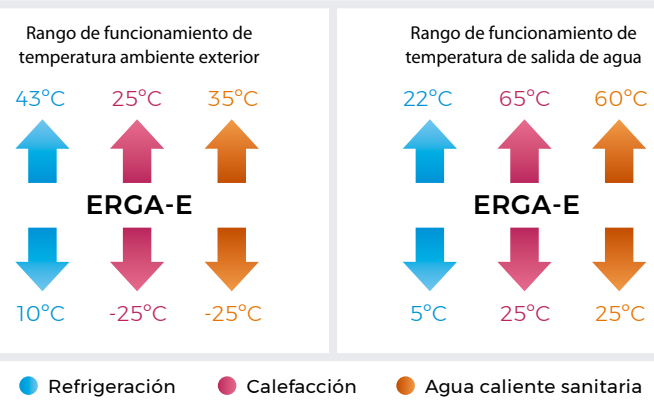 Rango de funcionamiento de
temperatura ambiente exterior
43°C 25°C 35°C
ERGA-E
10°C -25°C -25°C
Rango de funcionamiento de
temperatura de salida de agua
22°C 65°C 60°C
ERGA-E
5°C 25°C 25°C
Refrigeración Calefacción Agua caliente sanitaria